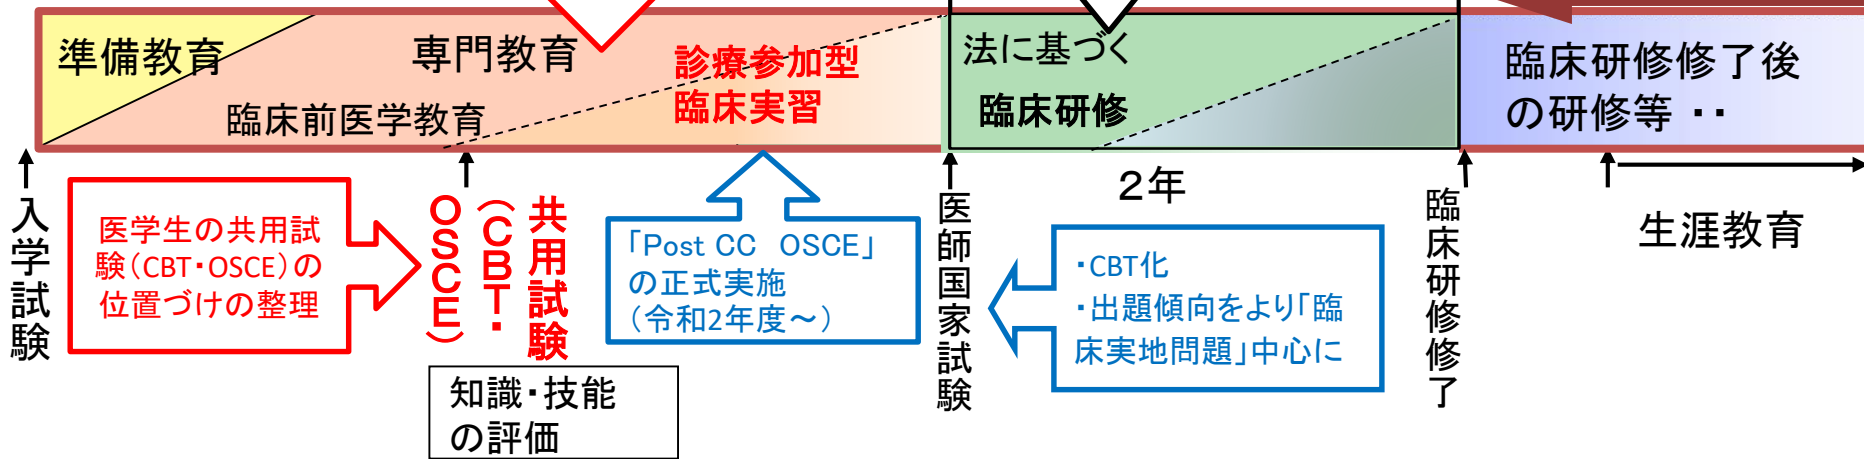 準備教育
専門教育
臨床前医学教育
診療参加型
臨床実習
法に基づく
臨床研修
臨床研修修了後
の研修等 ・・
入学試験
医学生の共用試
験(CBT・OSCE)の
位置づけの整理
共用試験
(CBT・
OSCE)
知識・技能
の評価
「Post CC　OSCE」
の正式実施
(令和2年度～)
医師国家試験
2年
・CBT化
・出題傾向をより「臨
床実地問題」中心に
臨床研修修了
生涯教育